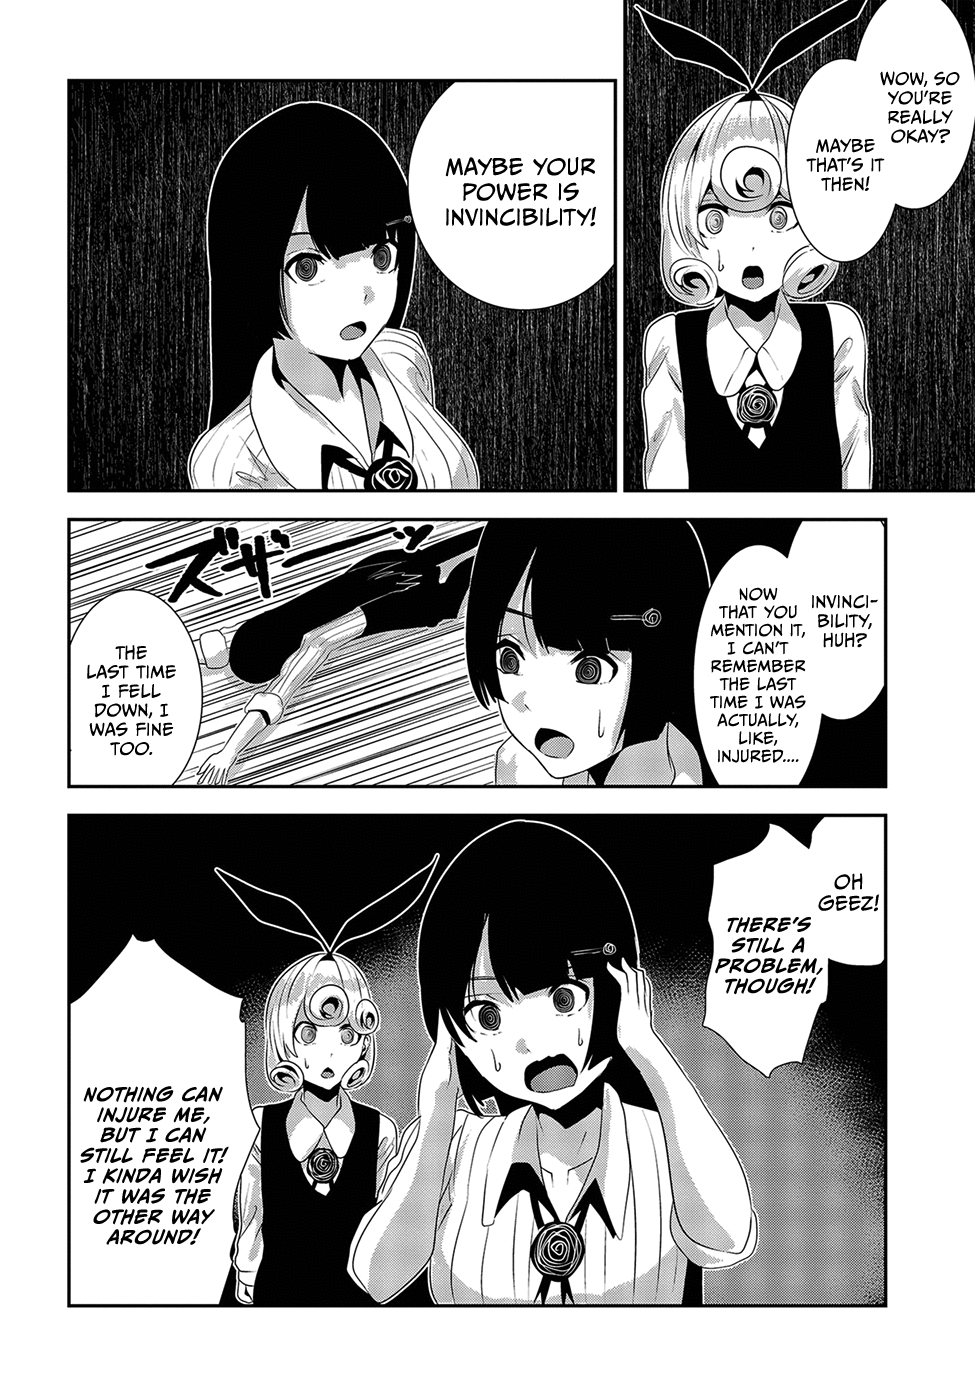 WOW, SO
YOU'RE
REALLY
OKAY?
MAYBE
THAT'S IT
THEN!
MAYBE YOUR
POWER IS
INVINCIBILITY!
INVINCI-
BILITY,
HUH?
NOW
THAT YOU
MENTION IT,
I CAN'T
REMEMBER
THE LAST
TIME I WAS
ACTUALLY,
LIKE,
INJURED....
ズザーッ
THE
LAST TIME
I FELL
DOWN, I
WAS FINE
TOO.
OH
GEEZ!
THERE'S
STILL A
PROBLEM,
THOUGH!
NOTHING CAN
INJURE ME,
BUT I CAN
STILL FEEL IT!
I KINDA WISH
IT WAS THE
OTHER WAY
AROUND!